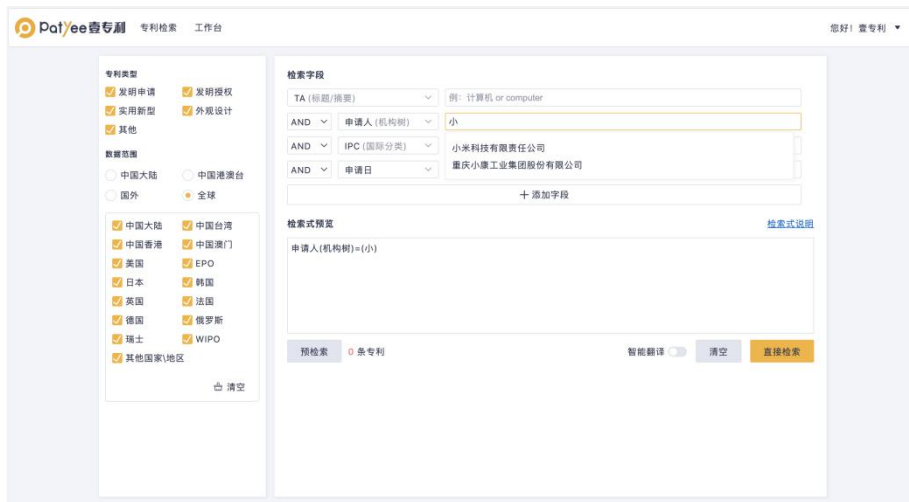 Patyee壹专利 专利检索 工作台 您好！壹专利
专利类型
发明申请 发明授权
实用新型 外观设计
其他
数据范围
中国大陆 中国港澳台
国外 全球
中国大陆 中国台湾
中国香港 中国澳门
美国 EPO
日本 韩国
英国 法国
德国 俄罗斯
瑞士 WIPO
其他国家\地区
清空
检索字段
TA (标题/摘要) 例：计算机 or computer
AND 申请人 (机构树) 小
AND IPC (国际分类)
小米科技有限责任公司
重庆小康工业集团股份有限公司
AND 申请日
添加字段
检索式预览 检索式说明
申请人(机构树)=(小)
预检索 0 条专利 智能翻译 清空 直接检索